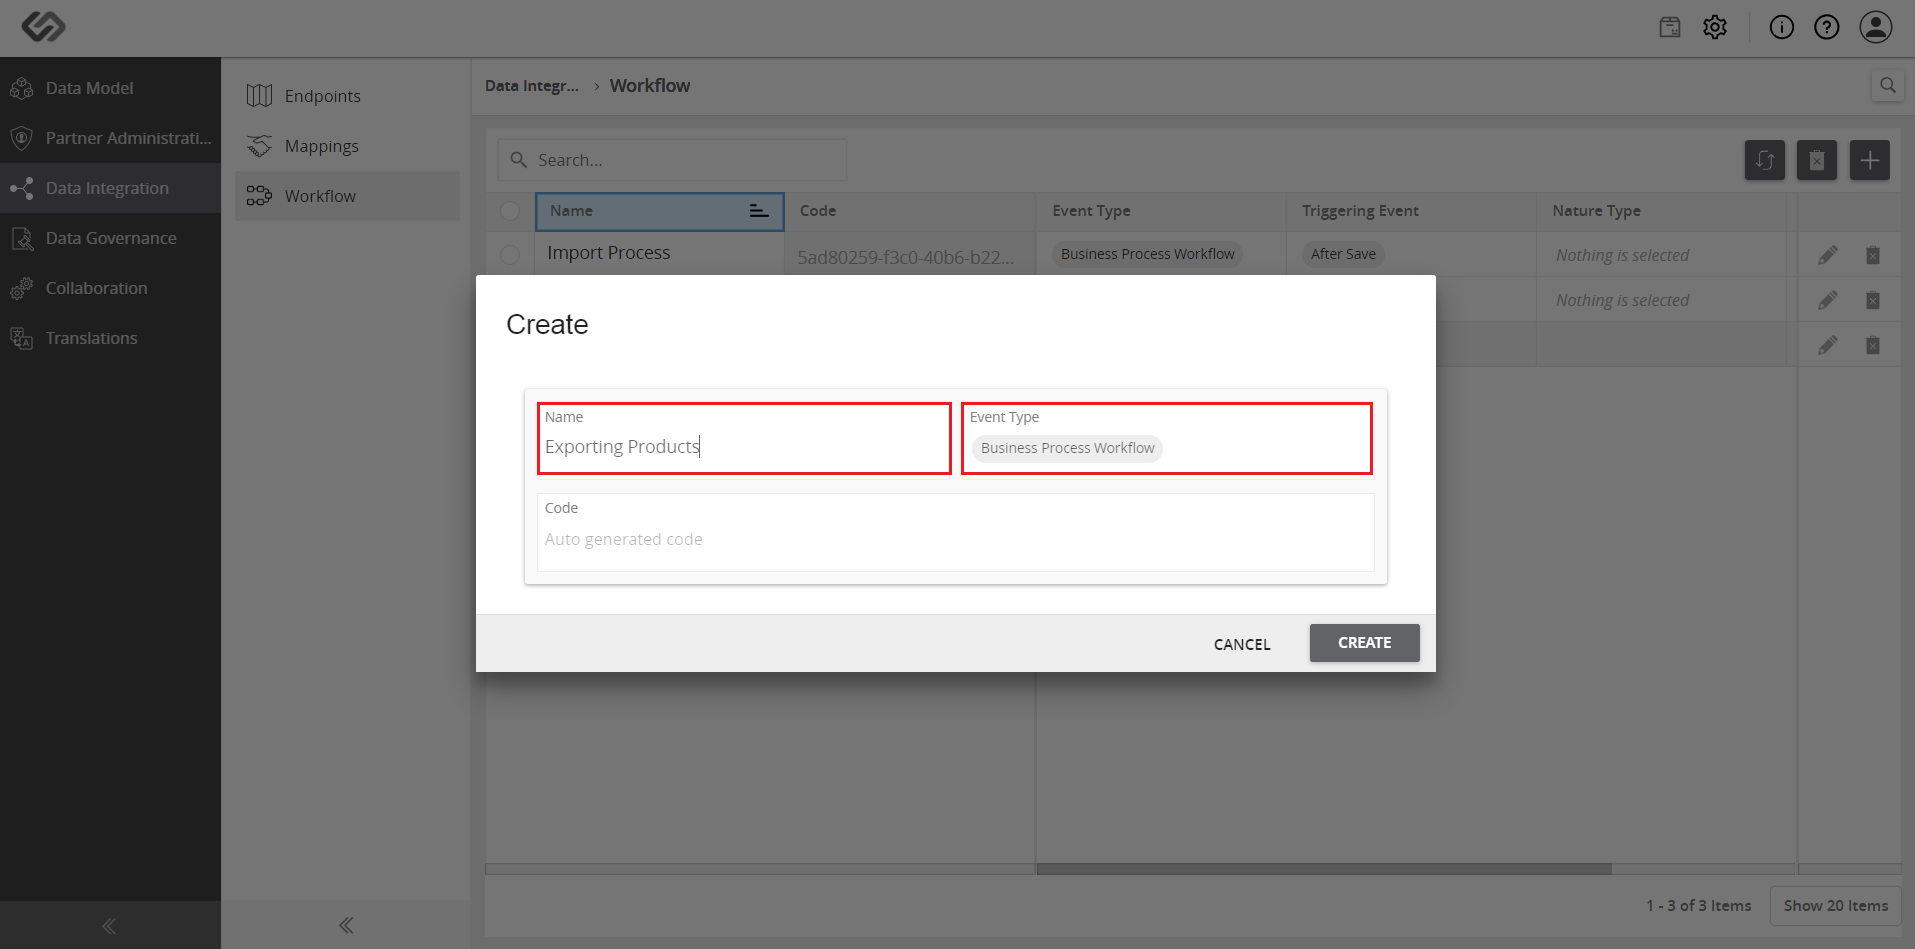 Data Model
Partner Administrati...
Data Integration
Data Governance
Collaboration
Translations
Endpoints
Mappings
Workflow
Data Integr... › Workflow
Search...
Name Code Event Type Triggering Event Nature Type
Import Process 5ad80259-f3c0-40b6-b22... Business Process Workflow After Save Nothing is selected
Nothing is selected
Create
Name
Exporting Products
Event Type
Business Process Workflow
Code
Auto generated code
CANCEL CREATE
1 - 3 of 3 Items Show 20 Items